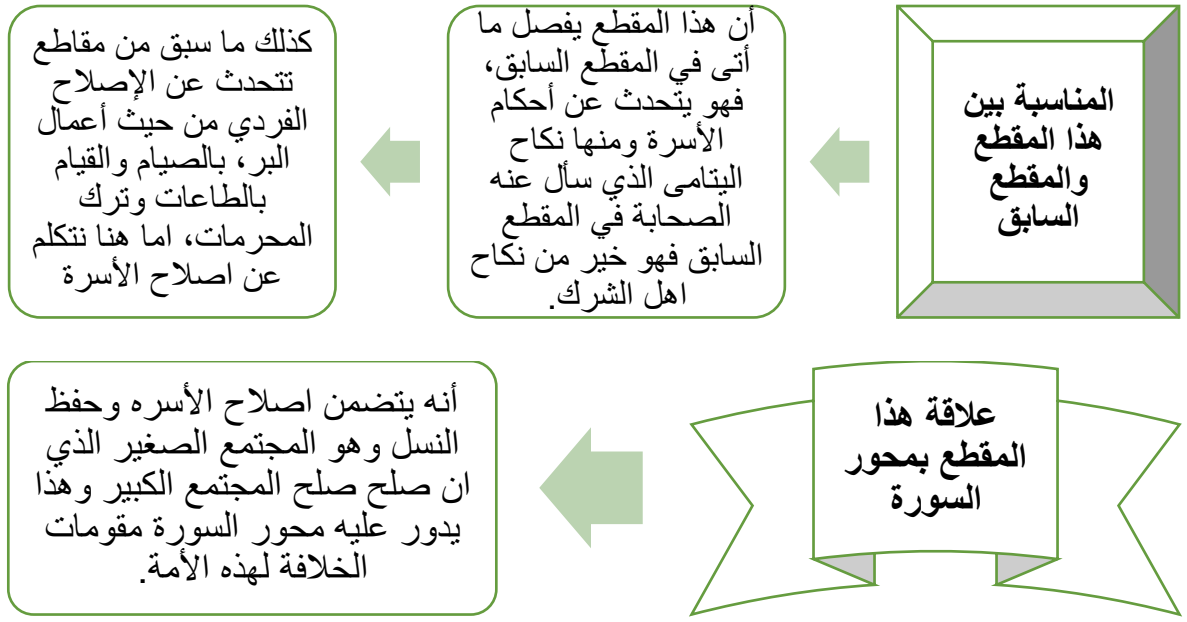 المناسبة بين
هذا المقطع
والمقطع
السابق
أن هذا المقطع يفصل ما
أتى في المقطع السابق،
فهو يتحدث عن أحكام
الأسرة ومنها نكاح
اليتامى الذي سأل عنه
الصحابة في المقطع
السابق فهو خير من نكاح
اهل الشرك.
كذلك ما سبق من مقاطع
تتحدث عن الإصلاح
الفردي من حيث أعمال
البر، بالصيام والقيام
بالطاعات وترك
المحرمات، اما هنا نتكلم
عن اصلاح الأسرة
علاقة هذا
المقطع بمحور
السورة
أنه يتضمن اصلاح الأسره وحفظ
النسل وهو المجتمع الصغير الذي
ان صلح صلح المجتمع الكبير وهذا
يدور عليه محور السورة مقومات
الخلافة لهذه الأمة.